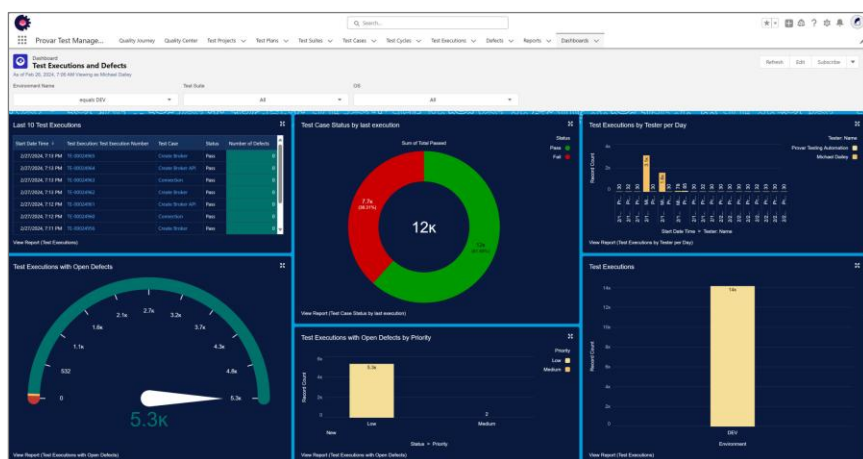 Search...
Provar Test Manage...
Quality Journey
Quality Center
Test Projects
Test Plans
Test Suites
Test Cases
Test Cycles
Test Executions
Defects
Reports
Dashboards
Dashboard
Test Executions and Defects
As of Feb 28, 2024, 7:09 AM Viewing as Michael Dailey
Refresh
Edit
Subscribe
Environment Name
Test Suite
OS
equals DEV
All
All
Last 10 Test Executions
Start Date Time
Test Execution: Test Execution Number
Test Case
Status
Number of Defects
2/27/2024, 7:13 PM
Create Broker
Pass
0
2/27/2024, 7:13 PM
Create Broker API
Pass
0
2/27/2024, 7:13 PM
Connection
Pass
0
2/27/2024, 7:13 PM
Create Broker
Pass
0
2/27/2024, 7:12 PM
Create Broker API
Pass
0
2/27/2024, 7:12 PM
Connection
Pass
0
2/27/2024, 7:11 PM
Create Broker
Pass
0
View Report (Test Executions)
Test Case Status by last execution
Sum of Total Passed
Status
Pass
Fail
7.7k
12k
12K
View Report (Test Case Status by last execution)
Test Executions by Tester per Day
Tester: Name
Provar Testing Automation
Michael Dailey
Record Count
4k
2k
0
Start Date Time > Tester: Name
View Report (Test Executions by Tester per Day)
Test Executions with Open Defects
0
532
1.1k
1.6k
2.1k
2.7k
3.2k
3.7k
4.3k
4.8k
5.3k
5.3K
View Report (Test Executions with Open Defects)
Test Executions with Open Defects by Priority
Priority
Low
Medium
Record Count
6k
4k
2k
0
5.3k
2
Low
Medium
New
Status > Priority
View Report (Test Executions with Open Defects)
Test Executions
Record Count
14k
12k
10k
8k
6k
4k
2k
0
14k
DEV
Environment
View Report (Test Executions)